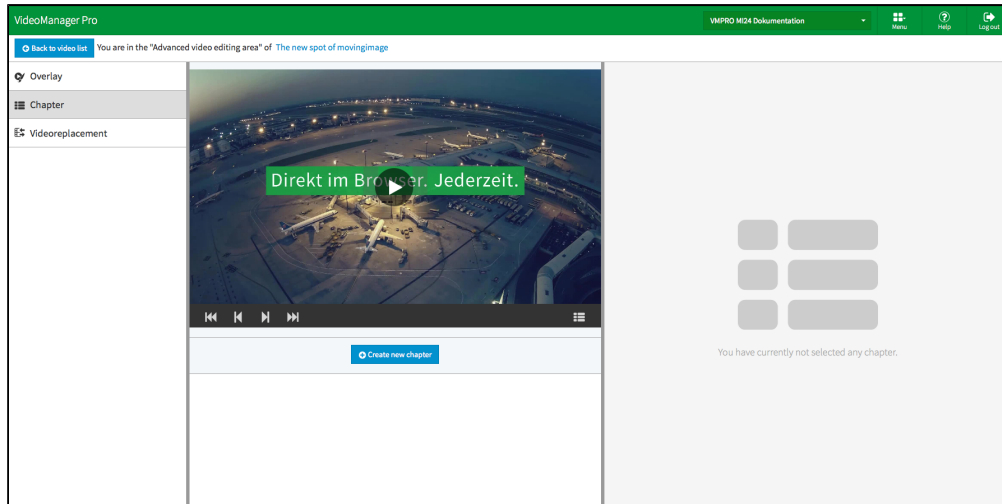 VideoManager Pro
VMPRO MI24 Dokumentation
Menu
Help
Log out
Back to video list
You are in the "Advanced video editing area" of The new spot of movingimage
Overlay
Chapter
Videoreplacement
Direkt im Browser. Jederzeit.
Create new chapter
You have currently not selected any chapter.